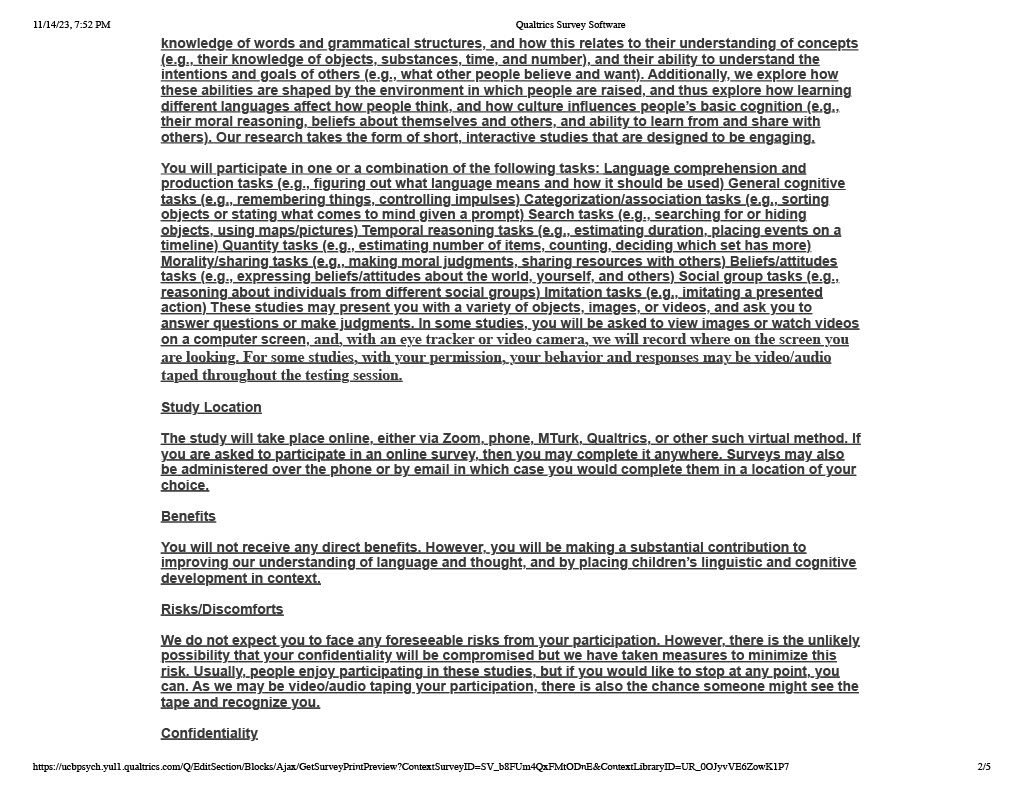 11/14/23, 7:52 PM Qualtrics Survey Software
knowledge of words and grammatical structures, and how this relates to their understanding of concepts
(e.g., their knowledge of objects, substances, time, and number), and their ability to understand the
intentions and goals of others (e.g., what other people believe and want). Additionally, we explore how
these abilities are shaped by the environment in which people are raised, and thus explore how learning
different languages affect how people think, and how culture influences people’s basic cognition (e.g.,
their moral reasoning, beliefs about themselves and others, and ability to learn from and share with
others). Our research takes the form of short, interactive studies that are designed to be engaging.
You will participate in one or a combination of the following tasks: Language comprehension and
production tasks (e.g., figuring out what language means and how it should be used) General cognitive
tasks (e.g., remembering things, controlling impulses) Categorization/association tasks (e.g., sorting
objects or stating what comes to mind given a prompt) Search tasks (e.g., searching for or hiding
objects, using maps/pictures) Temporal reasoning tasks (e.g., estimating duration, placing events on a
timeline) Quantity tasks (e.g., estimating number of items, counting, deciding which set has more)
Morality/sharing tasks (e.g., making moral judgments, sharing resources with others) Beliefs/attitudes
tasks (e.g., expressing beliefs/attitudes about the world, yourself, and others) Social group tasks (e.g.,
reasoning about individuals from different social groups) Imitation tasks (e.g., imitating a presented
action) These studies may present you with a variety of objects, images, or videos, and ask you to
answer questions or make judgments. In some studies, you will be asked to view images or watch videos
on a computer screen, and, with an eye tracker or video camera, we will record where on the screen you
are looking. For some studies, with your permission, your behavior and responses may be video/audio
taped throughout the testing session.
Study Location
The study will take place online, either via Zoom, phone, MTurk, Qualtrics, or other such virtual method. If
you are asked to participate in an online survey, then you may complete it anywhere. Surveys may also
be administered over the phone or by email in which case you would complete them in a location of your
choice.
Benefits
You will not receive any direct benefits. However, you will be making a substantial contribution to
improving our understanding of language and thought, and by placing children’s linguistic and cognitive
development in context.
Risks/Discomforts
We do not expect you to face any foreseeable risks from your participation. However, there is the unlikely
possibility that your confidentiality will be compromised but we have taken measures to minimize this
risk. Usually, people enjoy participating in these studies, but if you would like to stop at any point, you
can. As we may be video/audio taping your participation, there is also the chance someone might see the
tape and recognize you.
Confidentiality
https://ucbpsych.yul1.qualtrics.com/Q/EditSection/Blocks/Ajax/GetSurveyPrintPreview?ContextSurveyID=SV_b8FUm4QxFMtODnE&ContextLibraryID=UR_0OJyvVE6ZowK1P7 2/5